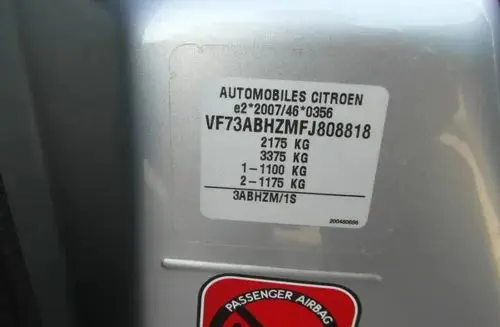 AUTOMOBILES CITROEN
e2*2007/46*0356
VF73ABHZMFJ808818
2175 KG
3375 KG
1-1100 KG
2-1175 KG
3ABHZM/1S
PASSENGER AIRBAG